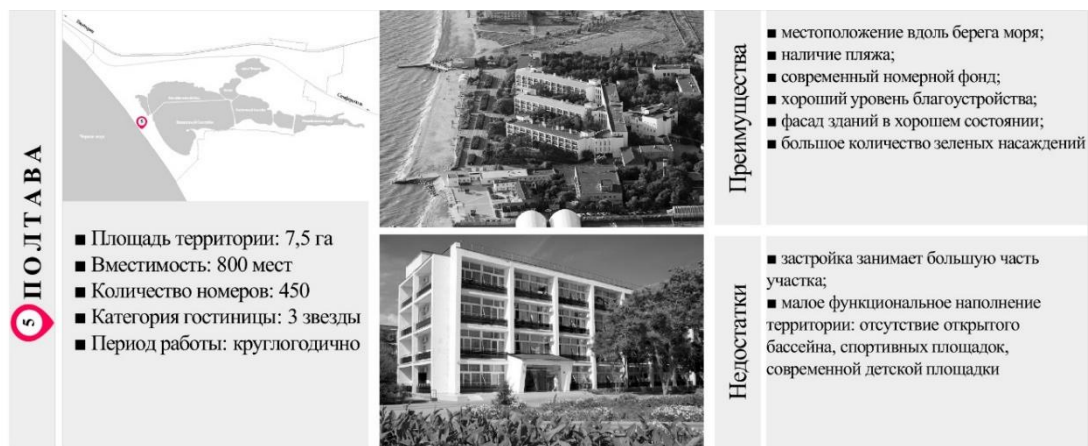 5 ПОЛТАВА
■ Площадь территории: 7,5 га
■ Вместимость: 800 мест
■ Количество номеров: 450
■ Категория гостиницы: 3 звезды
■ Период работы: круглогодично
Преимущества
■ местоположение вдоль берега моря;
■ наличие пляжа;
■ современный номерной фонд;
■ хороший уровень благоустройства;
■ фасад зданий в хорошем состоянии;
■ большое количество зеленых насаждений
Недостатки
■ застройка занимает большую часть
участка;
■ малое функциональное наполнение
территории: отсутствие открытого
бассейна, спортивных площадок,
современной детской площадки